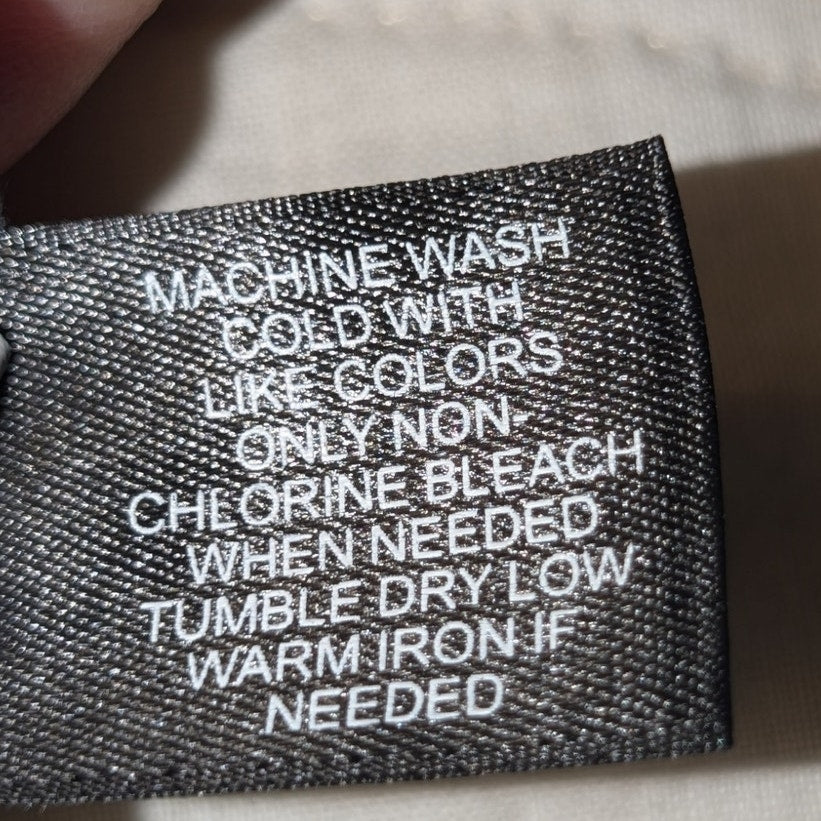 MACHINE WASH
COLD WITH
LIKE COLORS
ONLY NON-
CHLORINE BLEACH
WHEN NEEDED
TUMBLE DRY LOW
WARM IRON IF
NEEDED